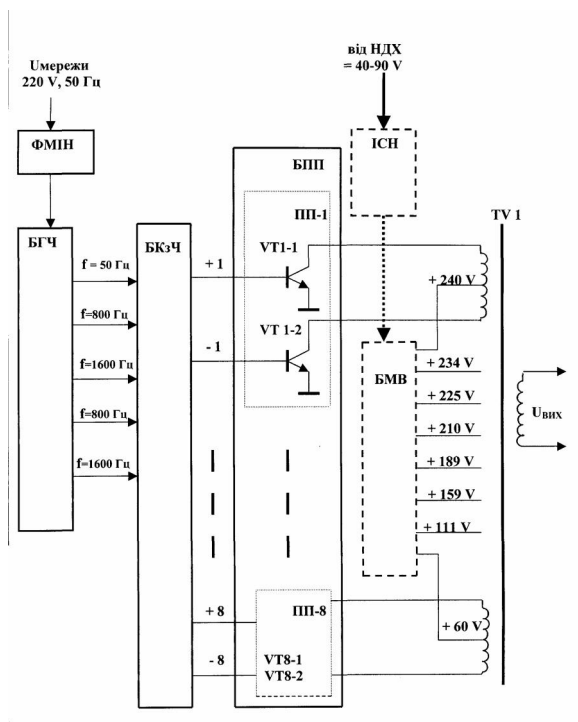 Uмережи
220 V, 50 Гц
від НДХ
= 40-90 V
ФМІН
ІСН
БПП
ПП-1
TV 1
БГЧ
БКзЧ
VT1-1
f = 50 Гц
+ 1
+ 240 V
f=800 Гц
VT 1-2
- 1
f=1600 Гц
БМВ
+ 234 V
+ 225 V
UВИХ
f=800 Гц
+ 210 V
f=1600 Гц
+ 189 V
+ 159 V
+ 111 V
+ 8
ПП-8
+ 60 V
- 8
VT8-1
VT8-2